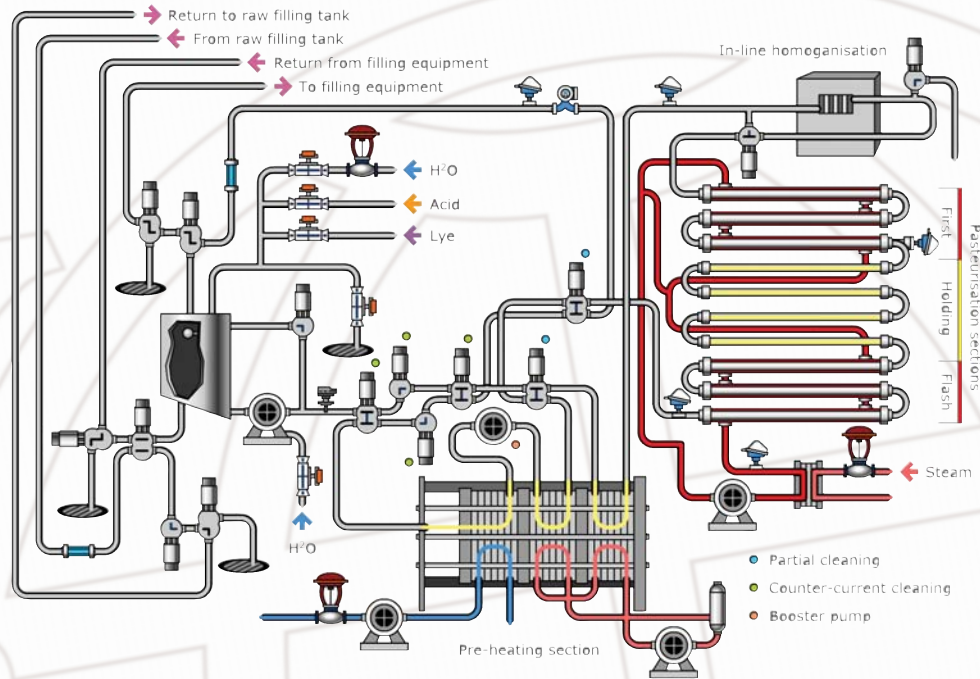 Return to raw filling tank
From raw filling tank
Return from filling equipment
To filling equipment
In-line homoganisation
H²O
Acid
Lye
First
Holding
Flash
Pasteurisation sections
Steam
H²O
Partial cleaning
Counter-current cleaning
Booster pump
Pre-heating section